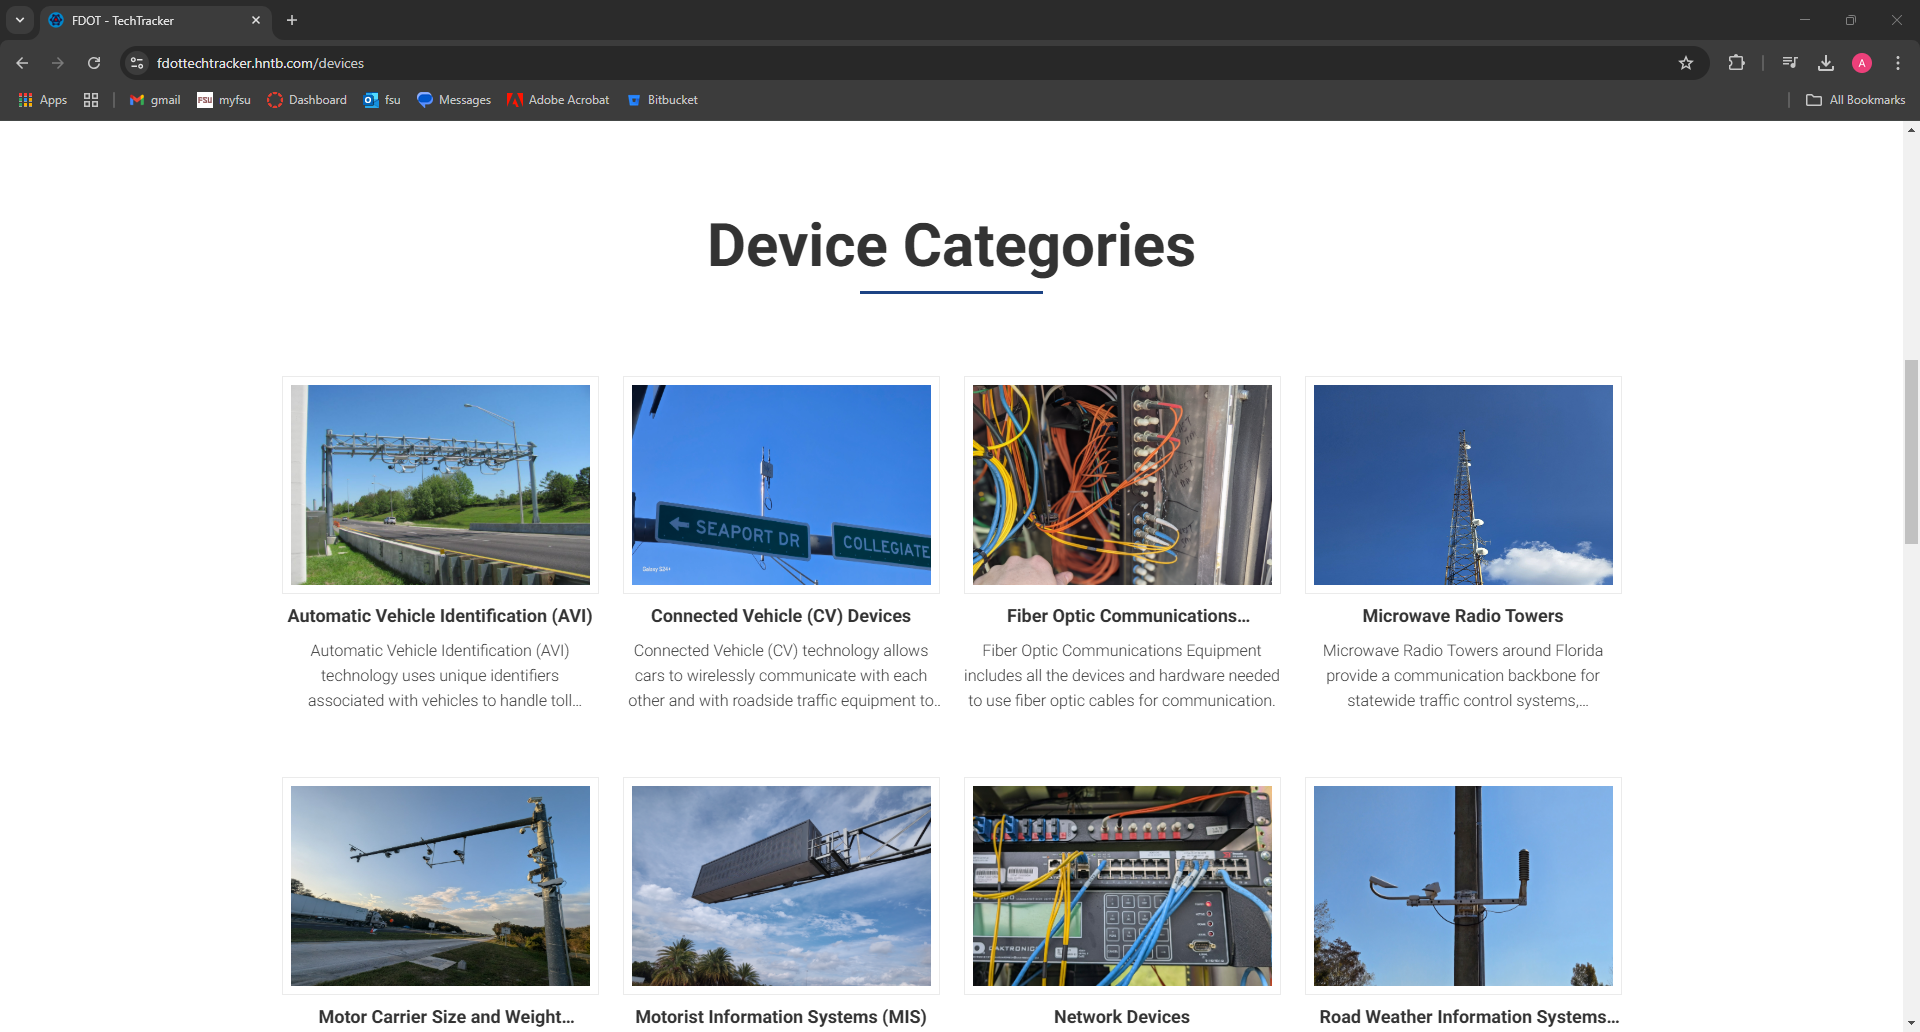 FDOT - TechTracker
fdottechtracker.hntb.com/devices
Apps
gmail
FSU myfsu
Dashboard
fsu
Messages
Adobe Acrobat
Bitbucket
All Bookmarks
A
Device Categories
SEAPORT DR
COLLEGIATE
Galaxy S24+
Automatic Vehicle Identification (AVI)
Automatic Vehicle Identification (AVI)
technology uses unique identifiers
associated with vehicles to handle toll...
Connected Vehicle (CV) Devices
Connected Vehicle (CV) technology allows
cars to wirelessly communicate with each
other and with roadside traffic equipment to..
Fiber Optic Communications...
Fiber Optic Communications Equipment
includes all the devices and hardware needed
to use fiber optic cables for communication.
Microwave Radio Towers
Microwave Radio Towers around Florida
provide a communication backbone for
statewide traffic control systems,...
DAKTRONICS
Motor Carrier Size and Weight...
Motorist Information Systems (MIS)
Network Devices
Road Weather Information Systems...